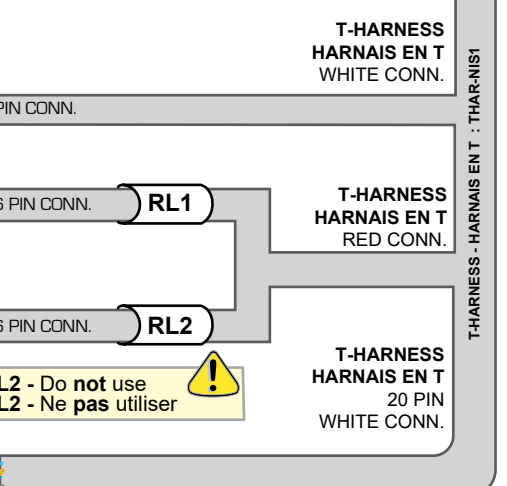 T-HARNESS
HARNAIS EN T
WHITE CONN.
PIN CONN.
6 PIN CONN.
RL1
T-HARNESS
HARNAIS EN T
RED CONN.
6 PIN CONN.
RL2
L2 - Do not use
L2 - Ne pas utiliser
T-HARNESS
HARNAIS EN T
20 PIN
WHITE CONN.
T-HARNESS - HARNAIS EN T : THAR-NIS1